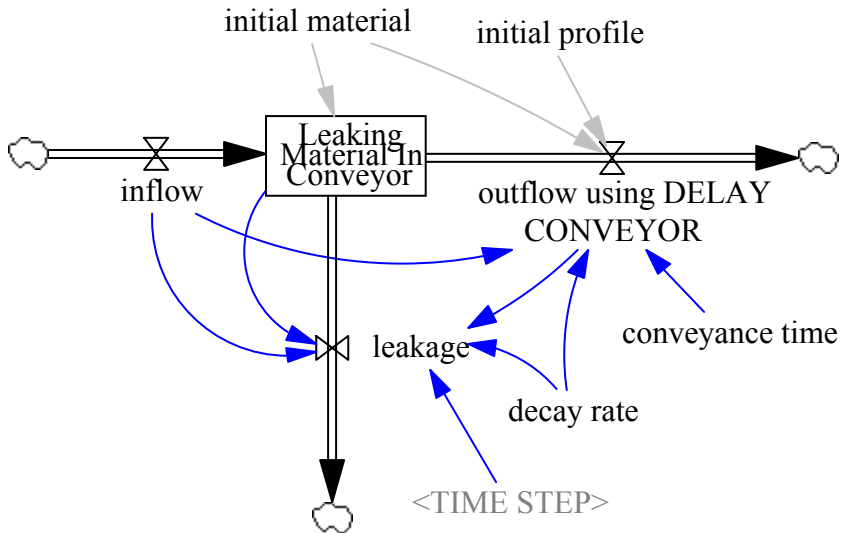 initial material
initial profile
Leaking
Material In
Conveyor
inflow
outflow using DELAY
CONVEYOR
leakage
conveyance time
decay rate
<TIME STEP>